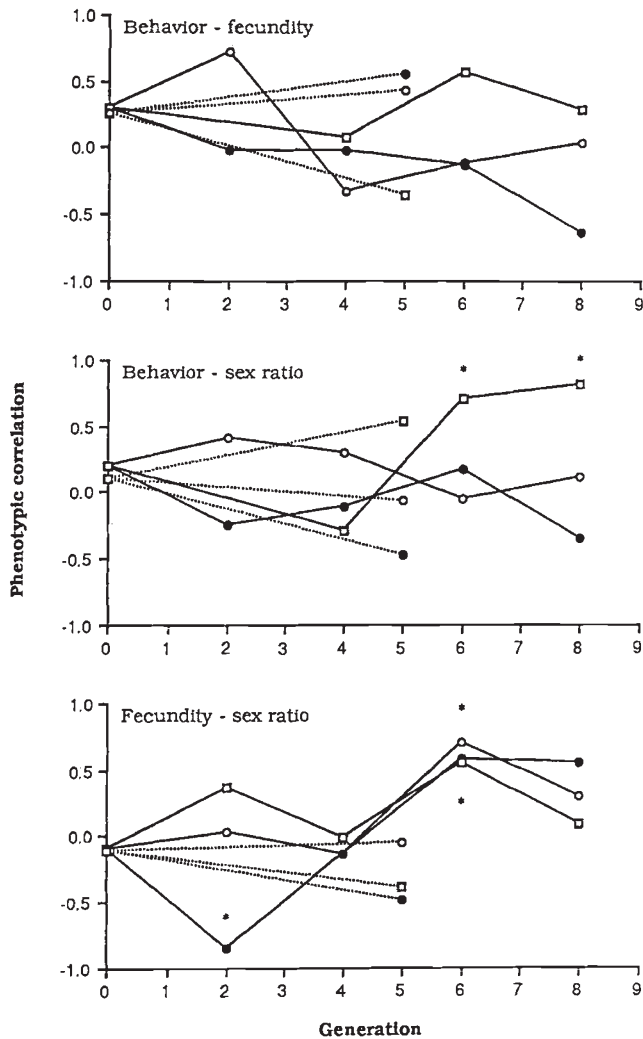 Behavior - fecundity
1.0
0.5
0.0
-0.5
-1.0
0 1 2 3 4 5 6 7 8 9
Behavior - sex ratio
* *
1.0
0.5
0.0
-0.5
-1.0
0 1 2 3 4 5 6 7 8 9
Phenotypic correlation
Fecundity - sex ratio
*
*
*
1.0
0.5
0.0
-0.5
-1.0
0 1 2 3 4 5 6 7 8 9
Generation